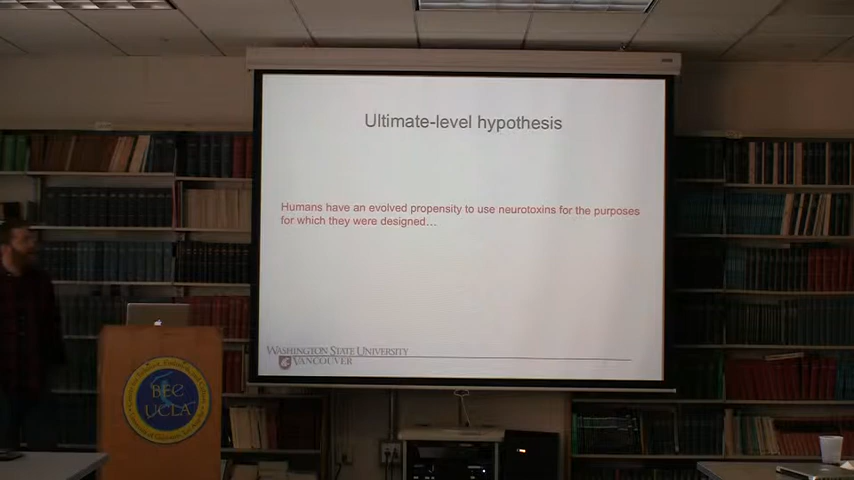 Ultimate-level hypothesis
Humans have an evolved propensity to use neurotoxins for the purposes
for which they were designed…
WASHINGTON STATE UNIVERSITY
VANCOUVER
BEC
UCLA